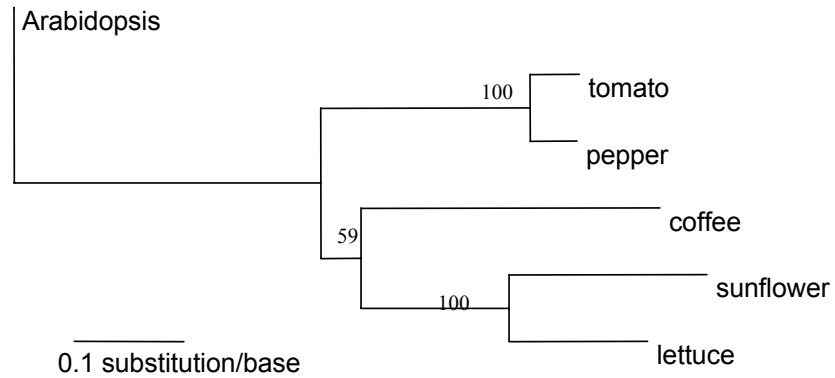 Arabidopsis
100
tomato
pepper
coffee
59
sunflower
100
lettuce
0.1 substitution/base